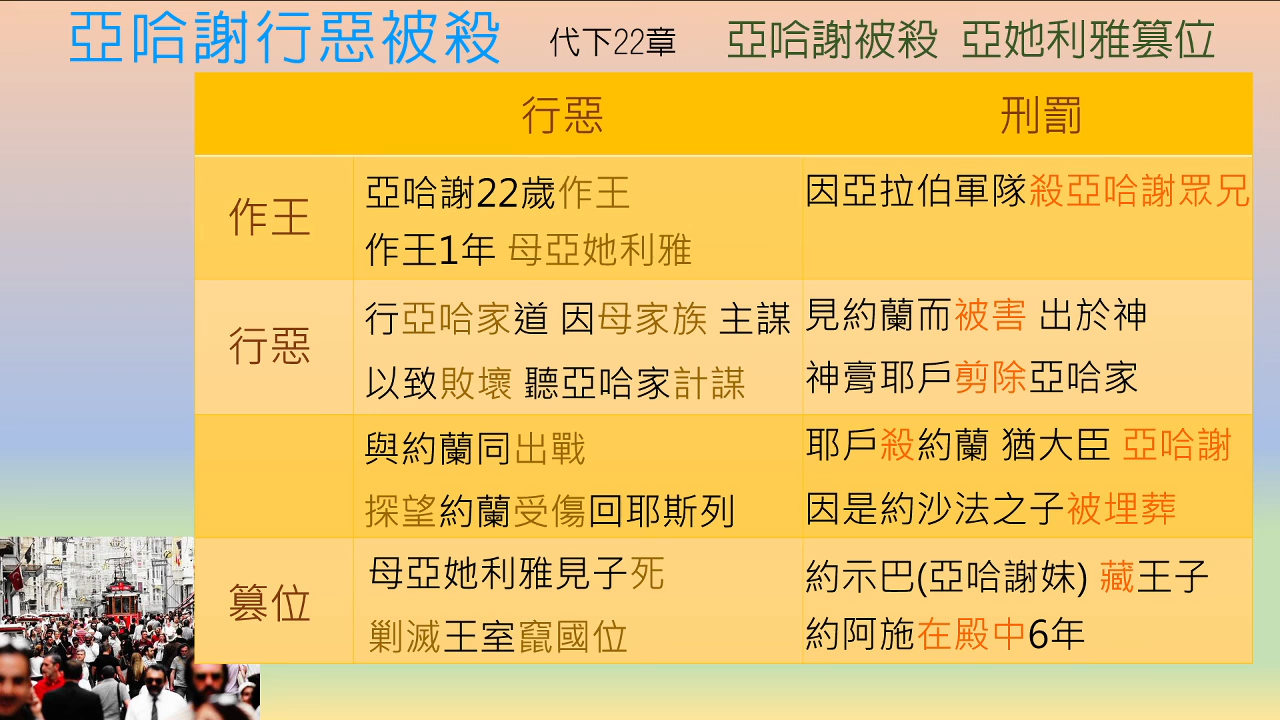 亞哈謝行惡被殺 代下22章 亞哈謝被殺 亞她利雅篡位
行惡 刑罰
作王
亞哈謝22歲作王
作王1年 母亞她利雅
因亞拉伯軍隊殺亞哈謝眾兄
行惡
行亞哈家道 因母家族 主謀
以致敗壞 聽亞哈家計謀
見約蘭而被害 出於神
神膏耶戶剪除亞哈家
與約蘭同出戰
探望約蘭受傷回耶斯列
耶戶殺約蘭 猶大臣 亞哈謝
因是約沙法之子被埋葬
篡位
母亞她利雅見子死
剿滅王室竄國位
約示巴(亞哈謝妹) 藏王子
約阿施在殿中6年